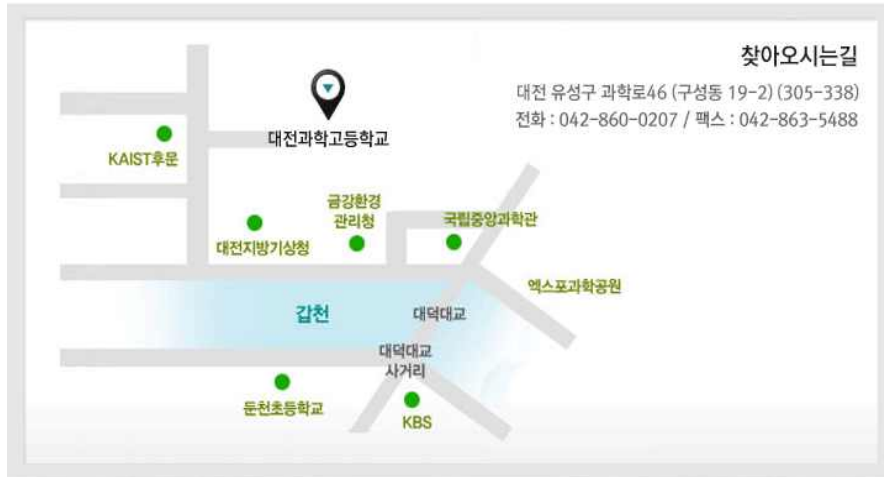 찾아오시는길
대전 유성구 과학로46 (구성동 19-2) (305-338)
전화 : 042-860-0207 / 팩스 : 042-863-5488
대전과학고등학교
KAIST후문
금강환경
관리청
국립중앙과학관
대전지방기상청
엑스포과학공원
갑천
대덕대교
대덕대교
사거리
둔천초등학교
KBS